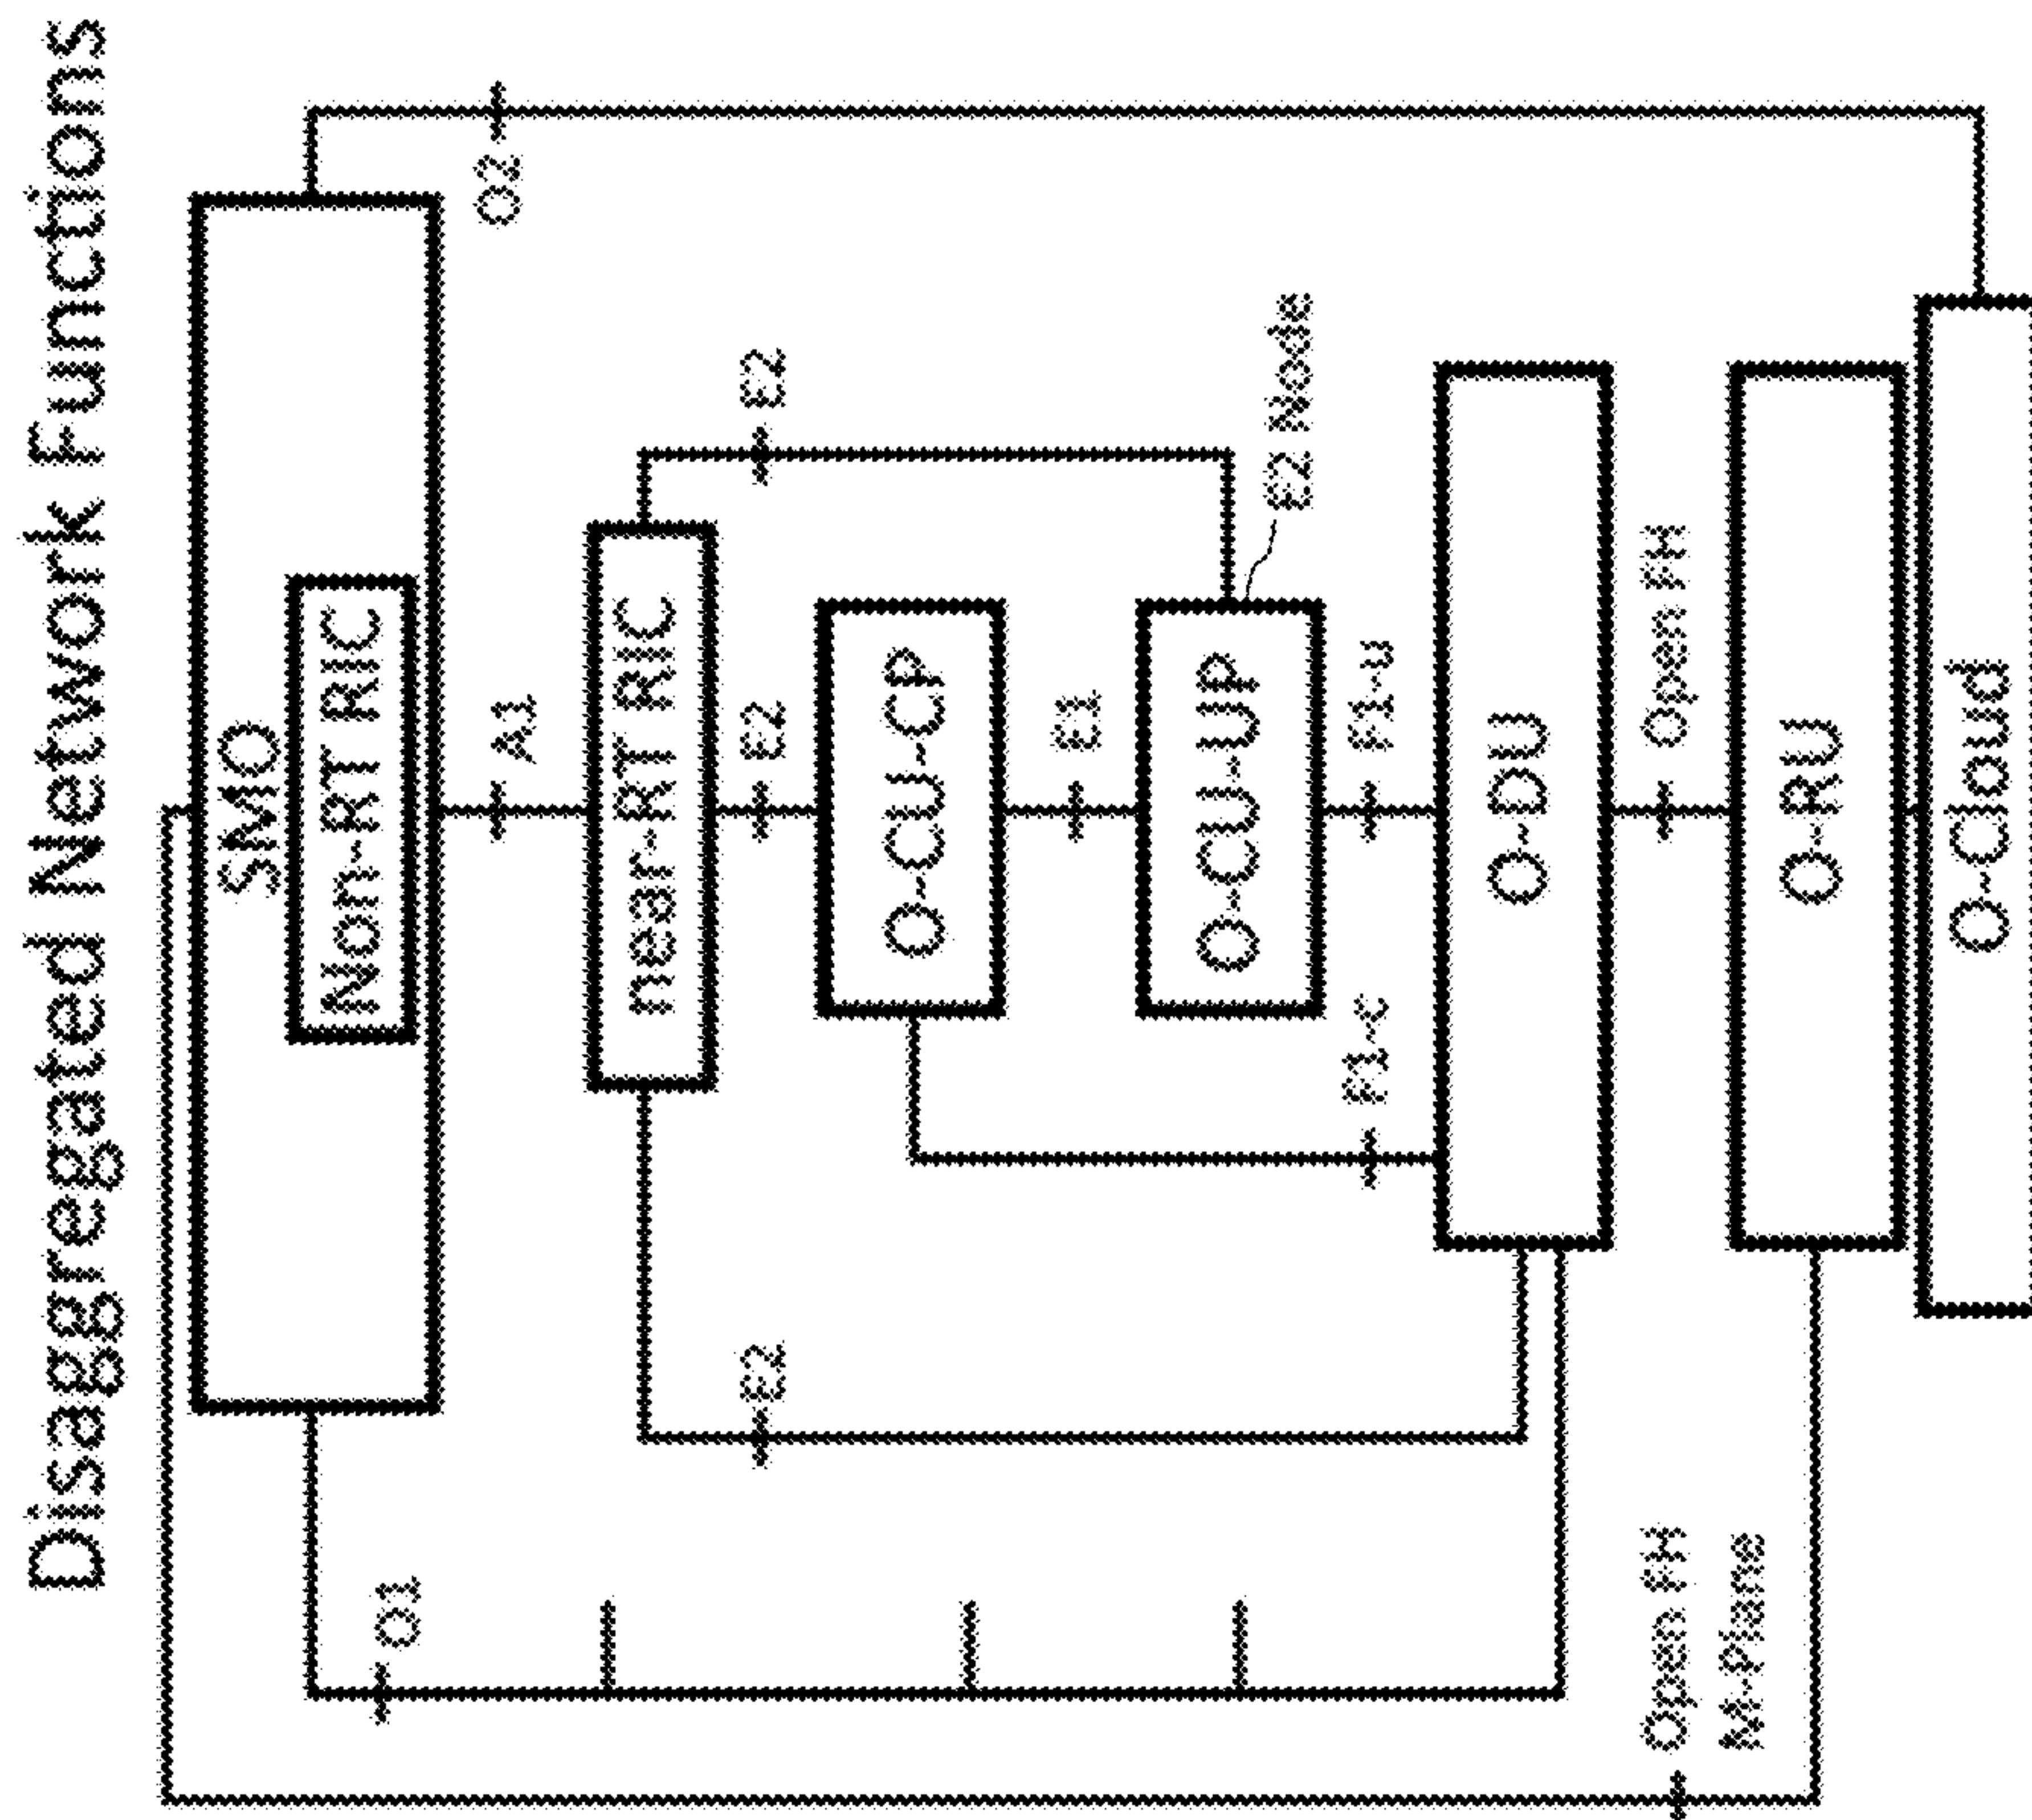 Disaggregated Network Functions
SMO
Non-RT RIC
O1
A1
O2
near-RT RIC
E2
E2
E2
O-CU-CP
E1
O-CU-UP
E2 Node
F1-c
F1-u
O-DU
Open FH
M-Plane
Open FH
O-RU
O-Cloud